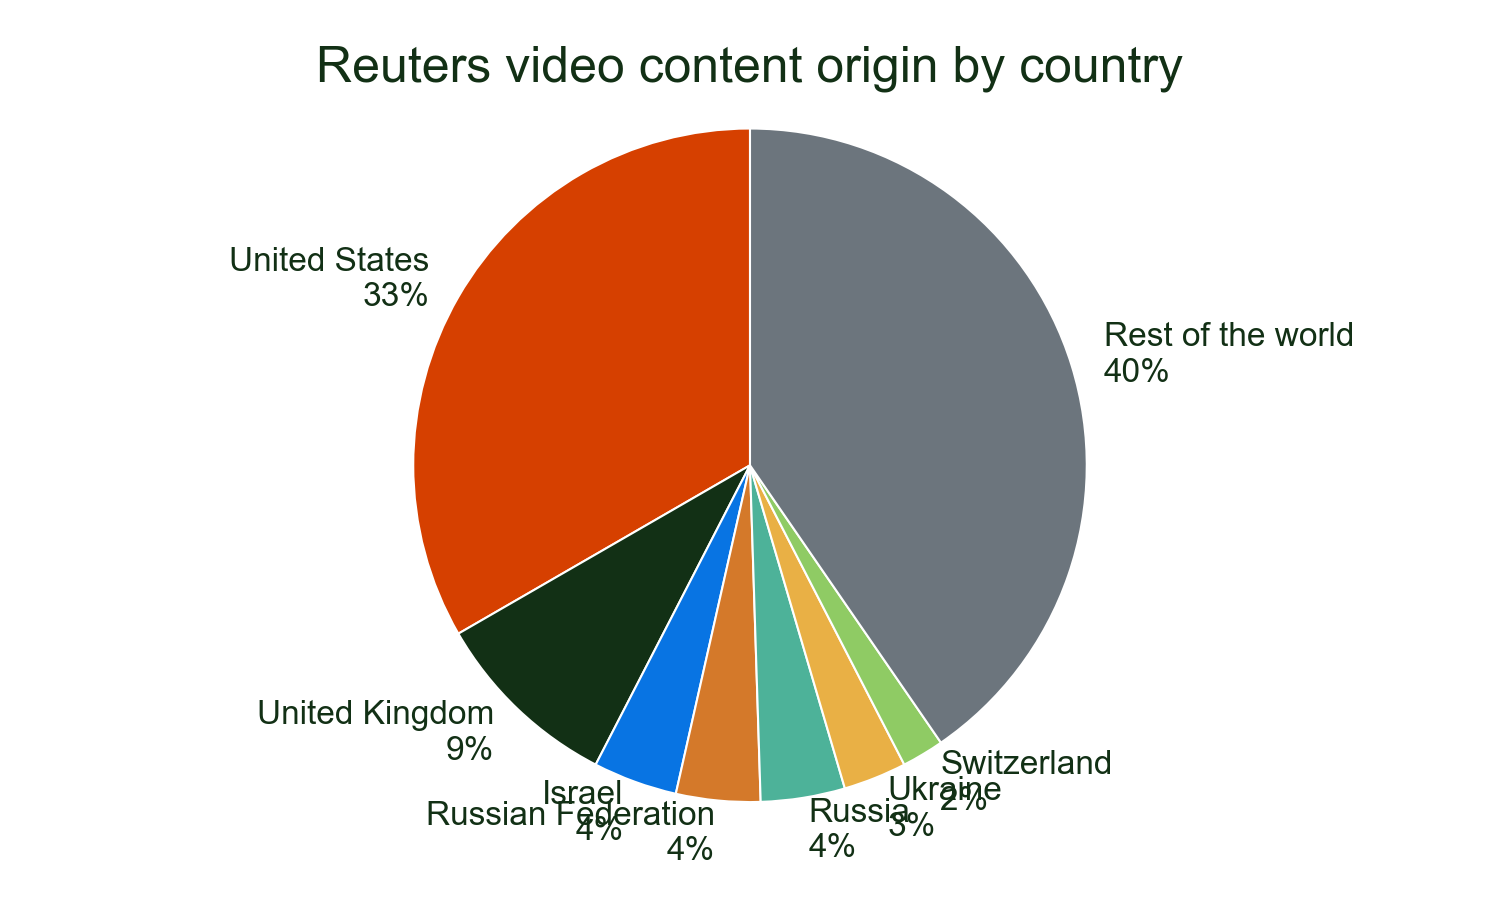 Reuters video content origin by country
United States
33%
Rest of the world
40%
United Kingdom
9%
Israel
4%
Russian Federation
4%
Russia
4%
Ukraine
3%
Switzerland
2%